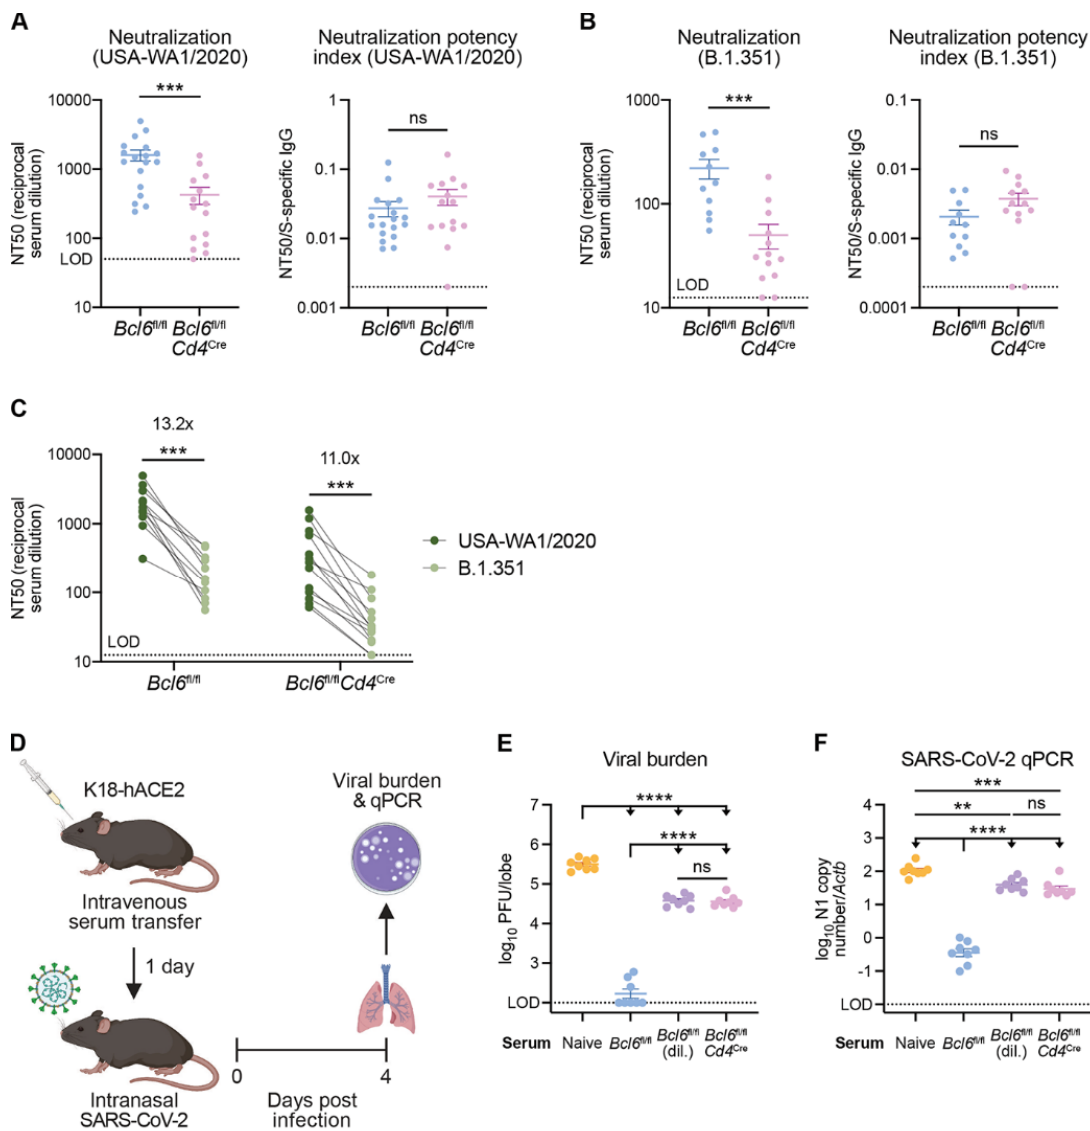 A
Neutralization
(USA-WA1/2020)
NT50 (reciprocal
serum dilution)
10000
1000
100
LOD
10
***
Bcl6fl/fl
Bcl6fl/fl
Cd4Cre
Neutralization potency
index (USA-WA1/2020)
NT50/S-specific IgG
1
0.1
0.01
0.001
ns
Bcl6fl/fl
Bcl6fl/fl
Cd4Cre
B
Neutralization
(B.1.351)
NT50 (reciprocal
serum dilution)
1000
100
LOD
10
***
Bcl6fl/fl
Bcl6fl/fl
Cd4Cre
Neutralization potency
index (B.1.351)
NT50/S-specific IgG
0.1
0.01
0.001
0.0001
ns
Bcl6fl/fl
Bcl6fl/fl
Cd4Cre
C
NT50 (reciprocal
serum dilution)
10000
1000
100
LOD
10
13.2x
***
11.0x
***
Bcl6fl/fl
Bcl6fl/flCd4Cre
USA-WA1/2020
B.1.351
D
K18-hACE2
Intravenous
serum transfer
1 day
Intranasal
SARS-CoV-2
Viral burden
& qPCR
0
4
Days post
infection
E
Viral burden
log10 PFU/lobe
7
6
5
4
3
LOD
****
****
ns
Serum
Naive
Bcl6fl/fl
Bcl6fl/fl
(dil.)
Bcl6fl/fl
Cd4Cre
F
SARS-CoV-2 qPCR
log10 N1 copy
number/Actb
4
3
2
1
0
-1
LOD
***
**
ns
****
Serum
Naive
Bcl6fl/fl
Bcl6fl/fl
(dil.)
Bcl6fl/fl
Cd4Cre